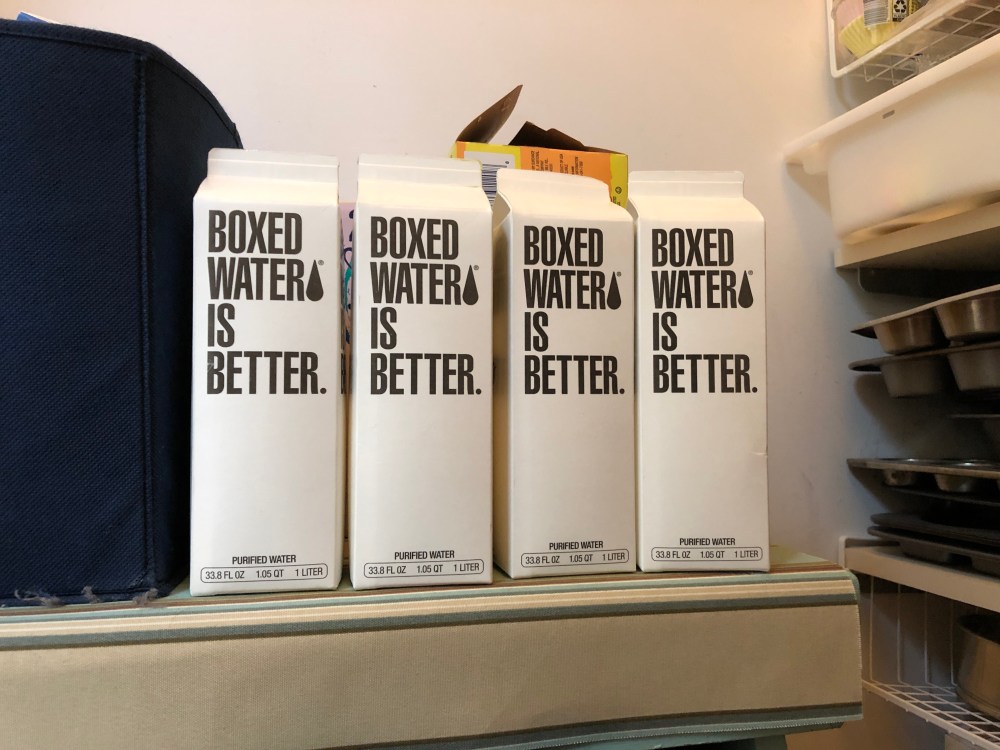 BOXED
WATER
IS
BETTER.
PURIFIED WATER
33.8 FL OZ 1.05 QT 1 LITER
BOXED
WATER
IS
BETTER.
PURIFIED WATER
33.8 FL OZ 1.05 QT 1 LITER
BOXED
WATER
IS
BETTER.
PURIFIED WATER
33.8 FL OZ 1.05 QT 1 LITER
BOXED
WATER
IS
BETTER.
PURIFIED WATER
33.8 FL OZ 1.05 QT 1 LITER